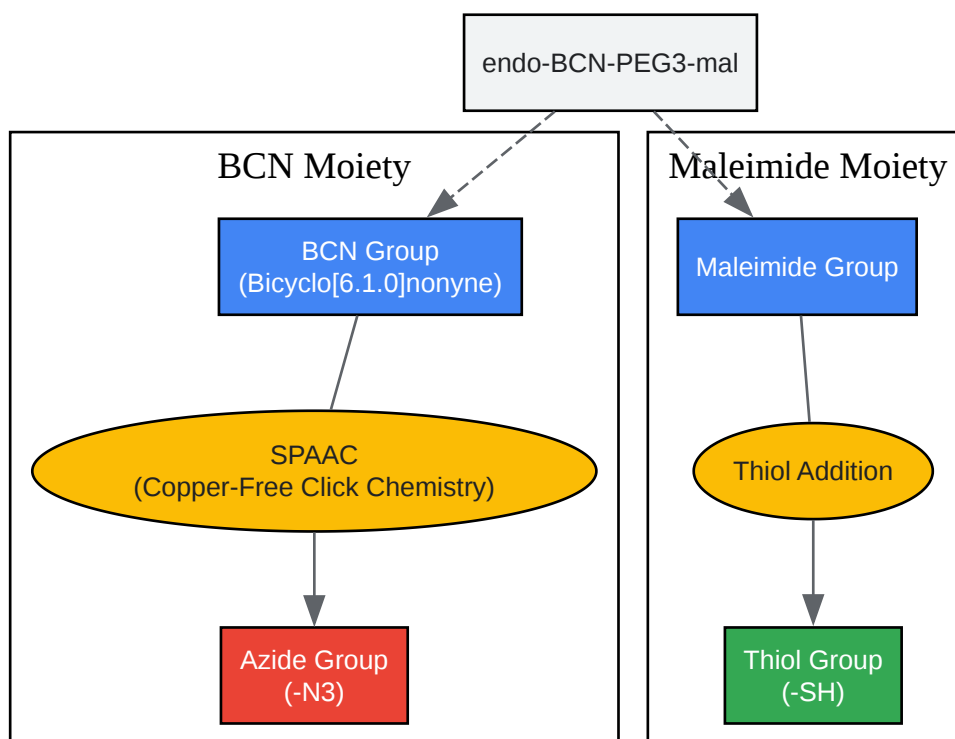 endo-BCN-PEG3-mal
BCN Moiety
Maleimide Moiety
BCN Group
(Bicyclo[6.1.0]nonyne)
Maleimide Group
SPAAC
(Copper-Free Click Chemistry)
Thiol Addition
Azide Group
(-N3)
Thiol Group
(-SH)